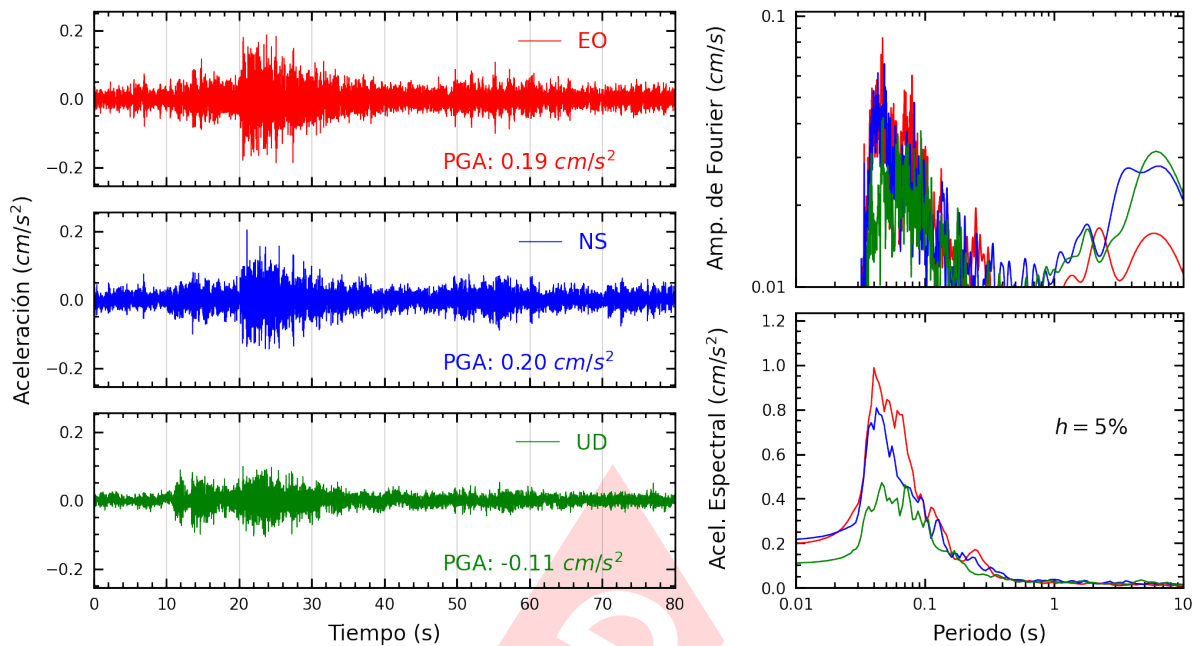 Aceleración (cm/s²)
0.2
0.0
−0.2
EO
PGA: 0.19 cm/s²
0.2
0.0
−0.2
NS
PGA: 0.20 cm/s²
0.2
0.0
−0.2
UD
PGA: -0.11 cm/s²
0 10 20 30 40 50 60 70 80
Tiempo (s)
Amp. de Fourier (cm/s)
0.1
0.01
Acel. Espectral (cm/s²)
1.2
1.0
0.8
0.6
0.4
0.2
0.0
h = 5%
0.01 0.1 1 10
Periodo (s)